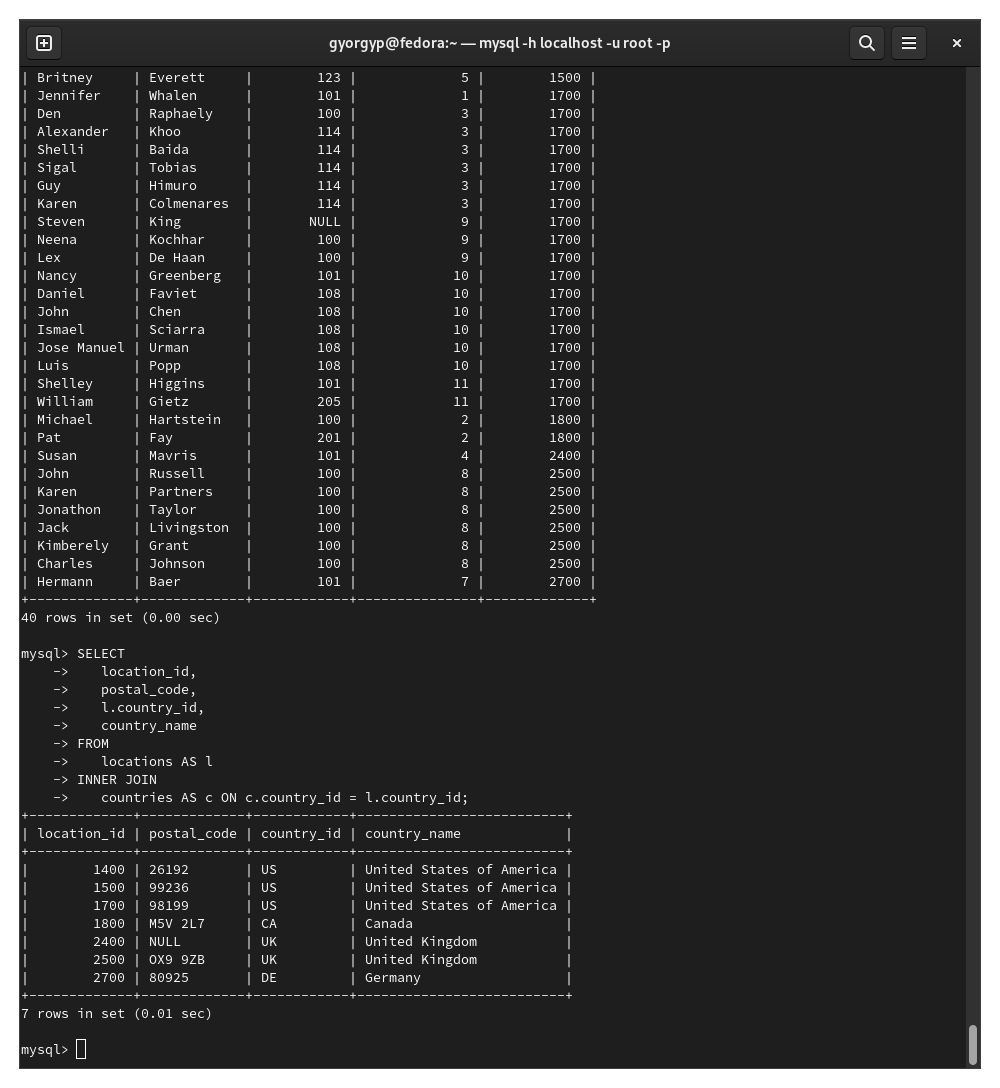 gyorgyp@fedora:~ — mysql -h localhost -u root -p
| Britney     | Everett     |        123 |             5 |        1500 |
| Jennifer    | Whalen      |        101 |             1 |        1700 |
| Den         | Raphaely    |        100 |             3 |        1700 |
| Alexander   | Khoo        |        114 |             3 |        1700 |
| Shelli      | Baida       |        114 |             3 |        1700 |
| Sigal       | Tobias      |        114 |             3 |        1700 |
| Guy         | Himuro      |        114 |             3 |        1700 |
| Karen       | Colmenares  |        114 |             3 |        1700 |
| Steven      | King        |       NULL |             9 |        1700 |
| Neena       | Kochhar     |        100 |             9 |        1700 |
| Lex         | De Haan     |        100 |             9 |        1700 |
| Nancy       | Greenberg   |        101 |            10 |        1700 |
| Daniel      | Faviet      |        108 |            10 |        1700 |
| John        | Chen        |        108 |            10 |        1700 |
| Ismael      | Sciarra     |        108 |            10 |        1700 |
| Jose Manuel | Urman       |        108 |            10 |        1700 |
| Luis        | Popp        |        108 |            10 |        1700 |
| Shelley     | Higgins     |        101 |            11 |        1700 |
| William     | Gietz       |        205 |            11 |        1700 |
| Michael     | Hartstein   |        100 |             2 |        1800 |
| Pat         | Fay         |        201 |             2 |        1800 |
| Susan       | Mavris      |        101 |             4 |        2400 |
| John        | Russell     |        100 |             8 |        2500 |
| Karen       | Partners    |        100 |             8 |        2500 |
| Jonathon    | Taylor      |        100 |             8 |        2500 |
| Jack        | Livingston  |        100 |             8 |        2500 |
| Kimberely   | Grant       |        100 |             8 |        2500 |
| Charles     | Johnson     |        100 |             8 |        2500 |
| Hermann     | Baer        |        101 |             7 |        2700 |
+-------------+-------------+------------+---------------+-------------+
40 rows in set (0.00 sec)
mysql> SELECT
    ->    location_id,
    ->    postal_code,
    ->    l.country_id,
    ->    country_name
    -> FROM
    ->    locations AS l
    -> INNER JOIN
    ->    countries AS c ON c.country_id = l.country_id;
+-------------+-------------+------------+--------------------------+
| location_id | postal_code | country_id | country_name             |
+-------------+-------------+------------+--------------------------+
|        1400 | 26192       | US         | United States of America |
|        1500 | 99236       | US         | United States of America |
|        1700 | 98199       | US         | United States of America |
|        1800 | M5V 2L7     | CA         | Canada                   |
|        2400 | NULL        | UK         | United Kingdom           |
|        2500 | OX9 9ZB     | UK         | United Kingdom           |
|        2700 | 80925       | DE         | Germany                  |
+-------------+-------------+------------+--------------------------+
7 rows in set (0.01 sec)
mysql>